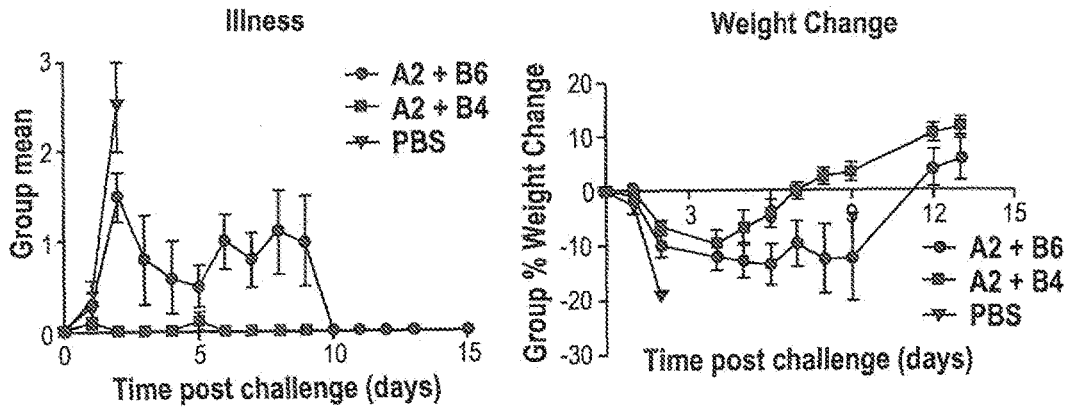 Illness
3
2
1
0
Group mean
A2 + B6
A2 + B4
PBS
0
5
10
15
Time post challenge (days)
Weight Change
20
10
0
-10
-20
-30
Group % Weight Change
3
9
12
15
A2 + B6
A2 + B4
PBS
Time post challenge (days)